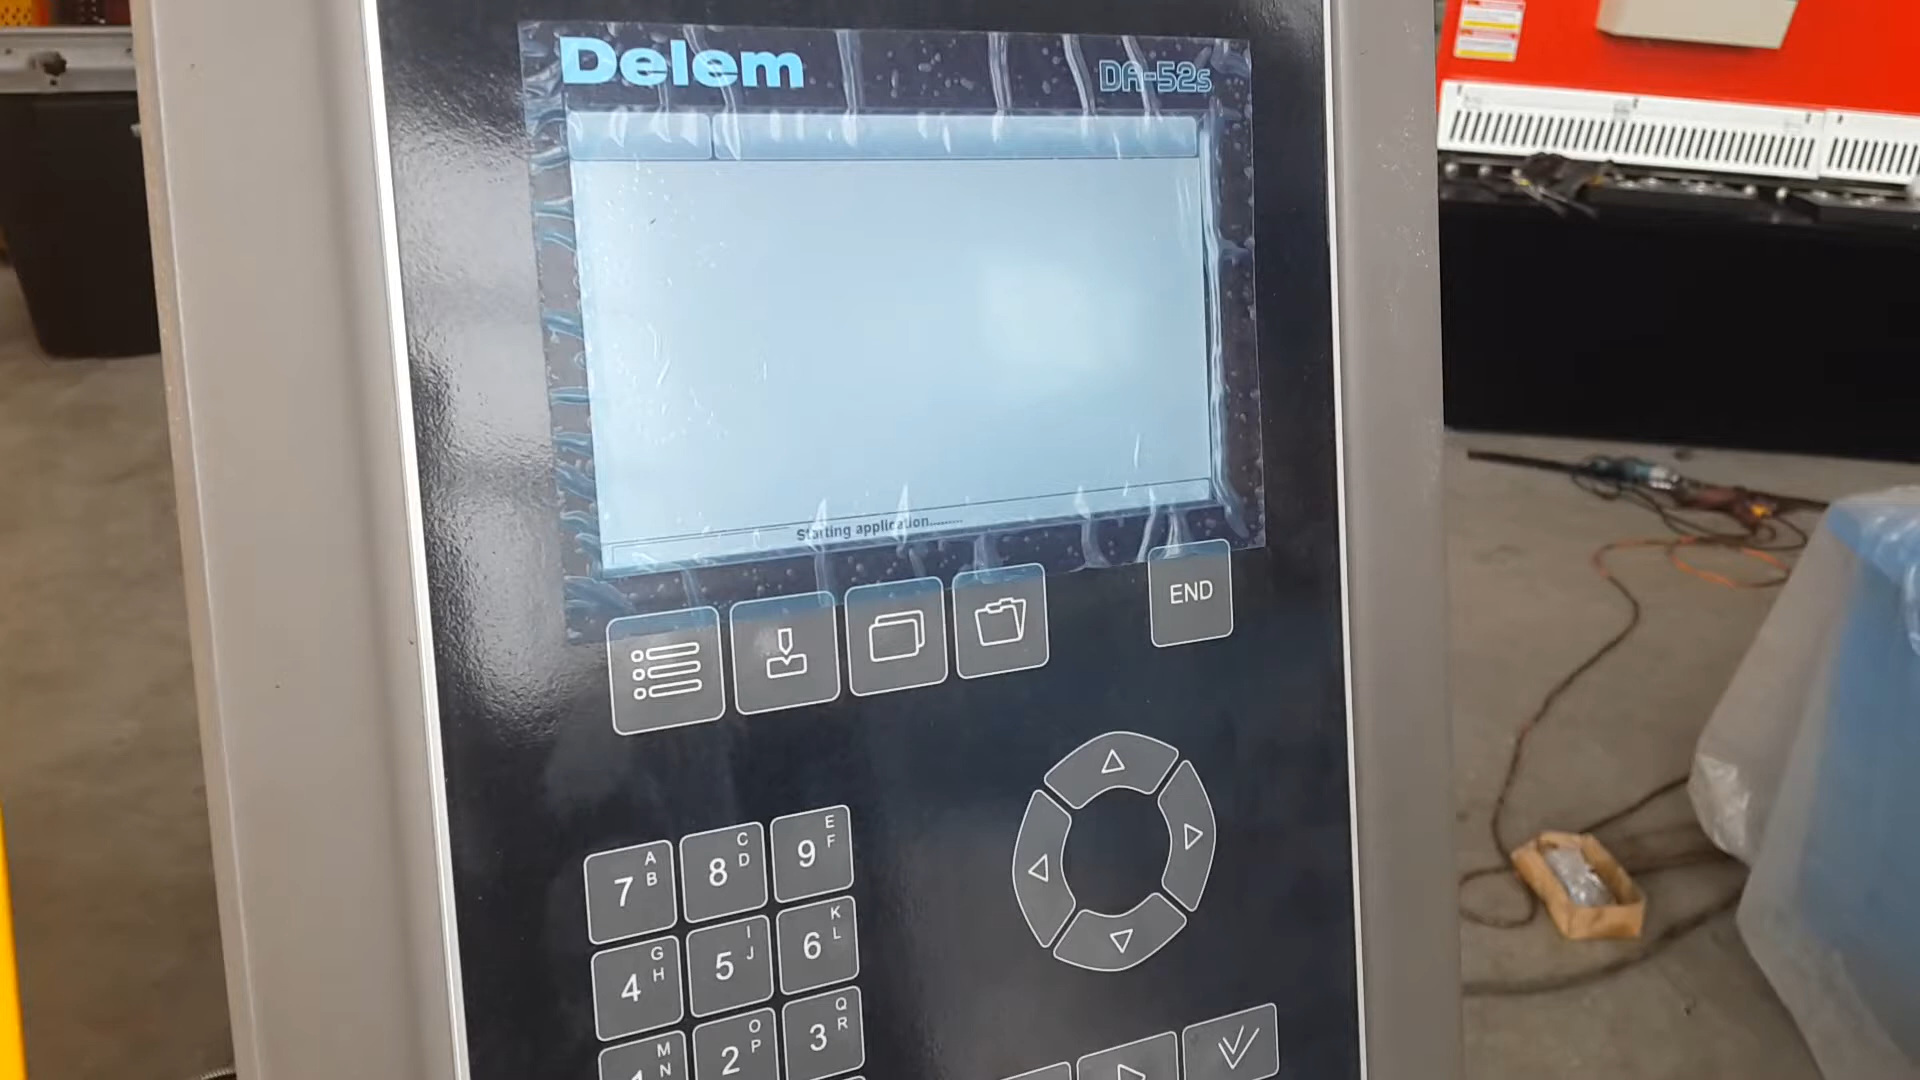 Delem
DA-52s
Starting application.........
END
7 A B
8 C D
9 E F
4 G H
5 I J
6 K L
1 M N
2 O P
3 Q R